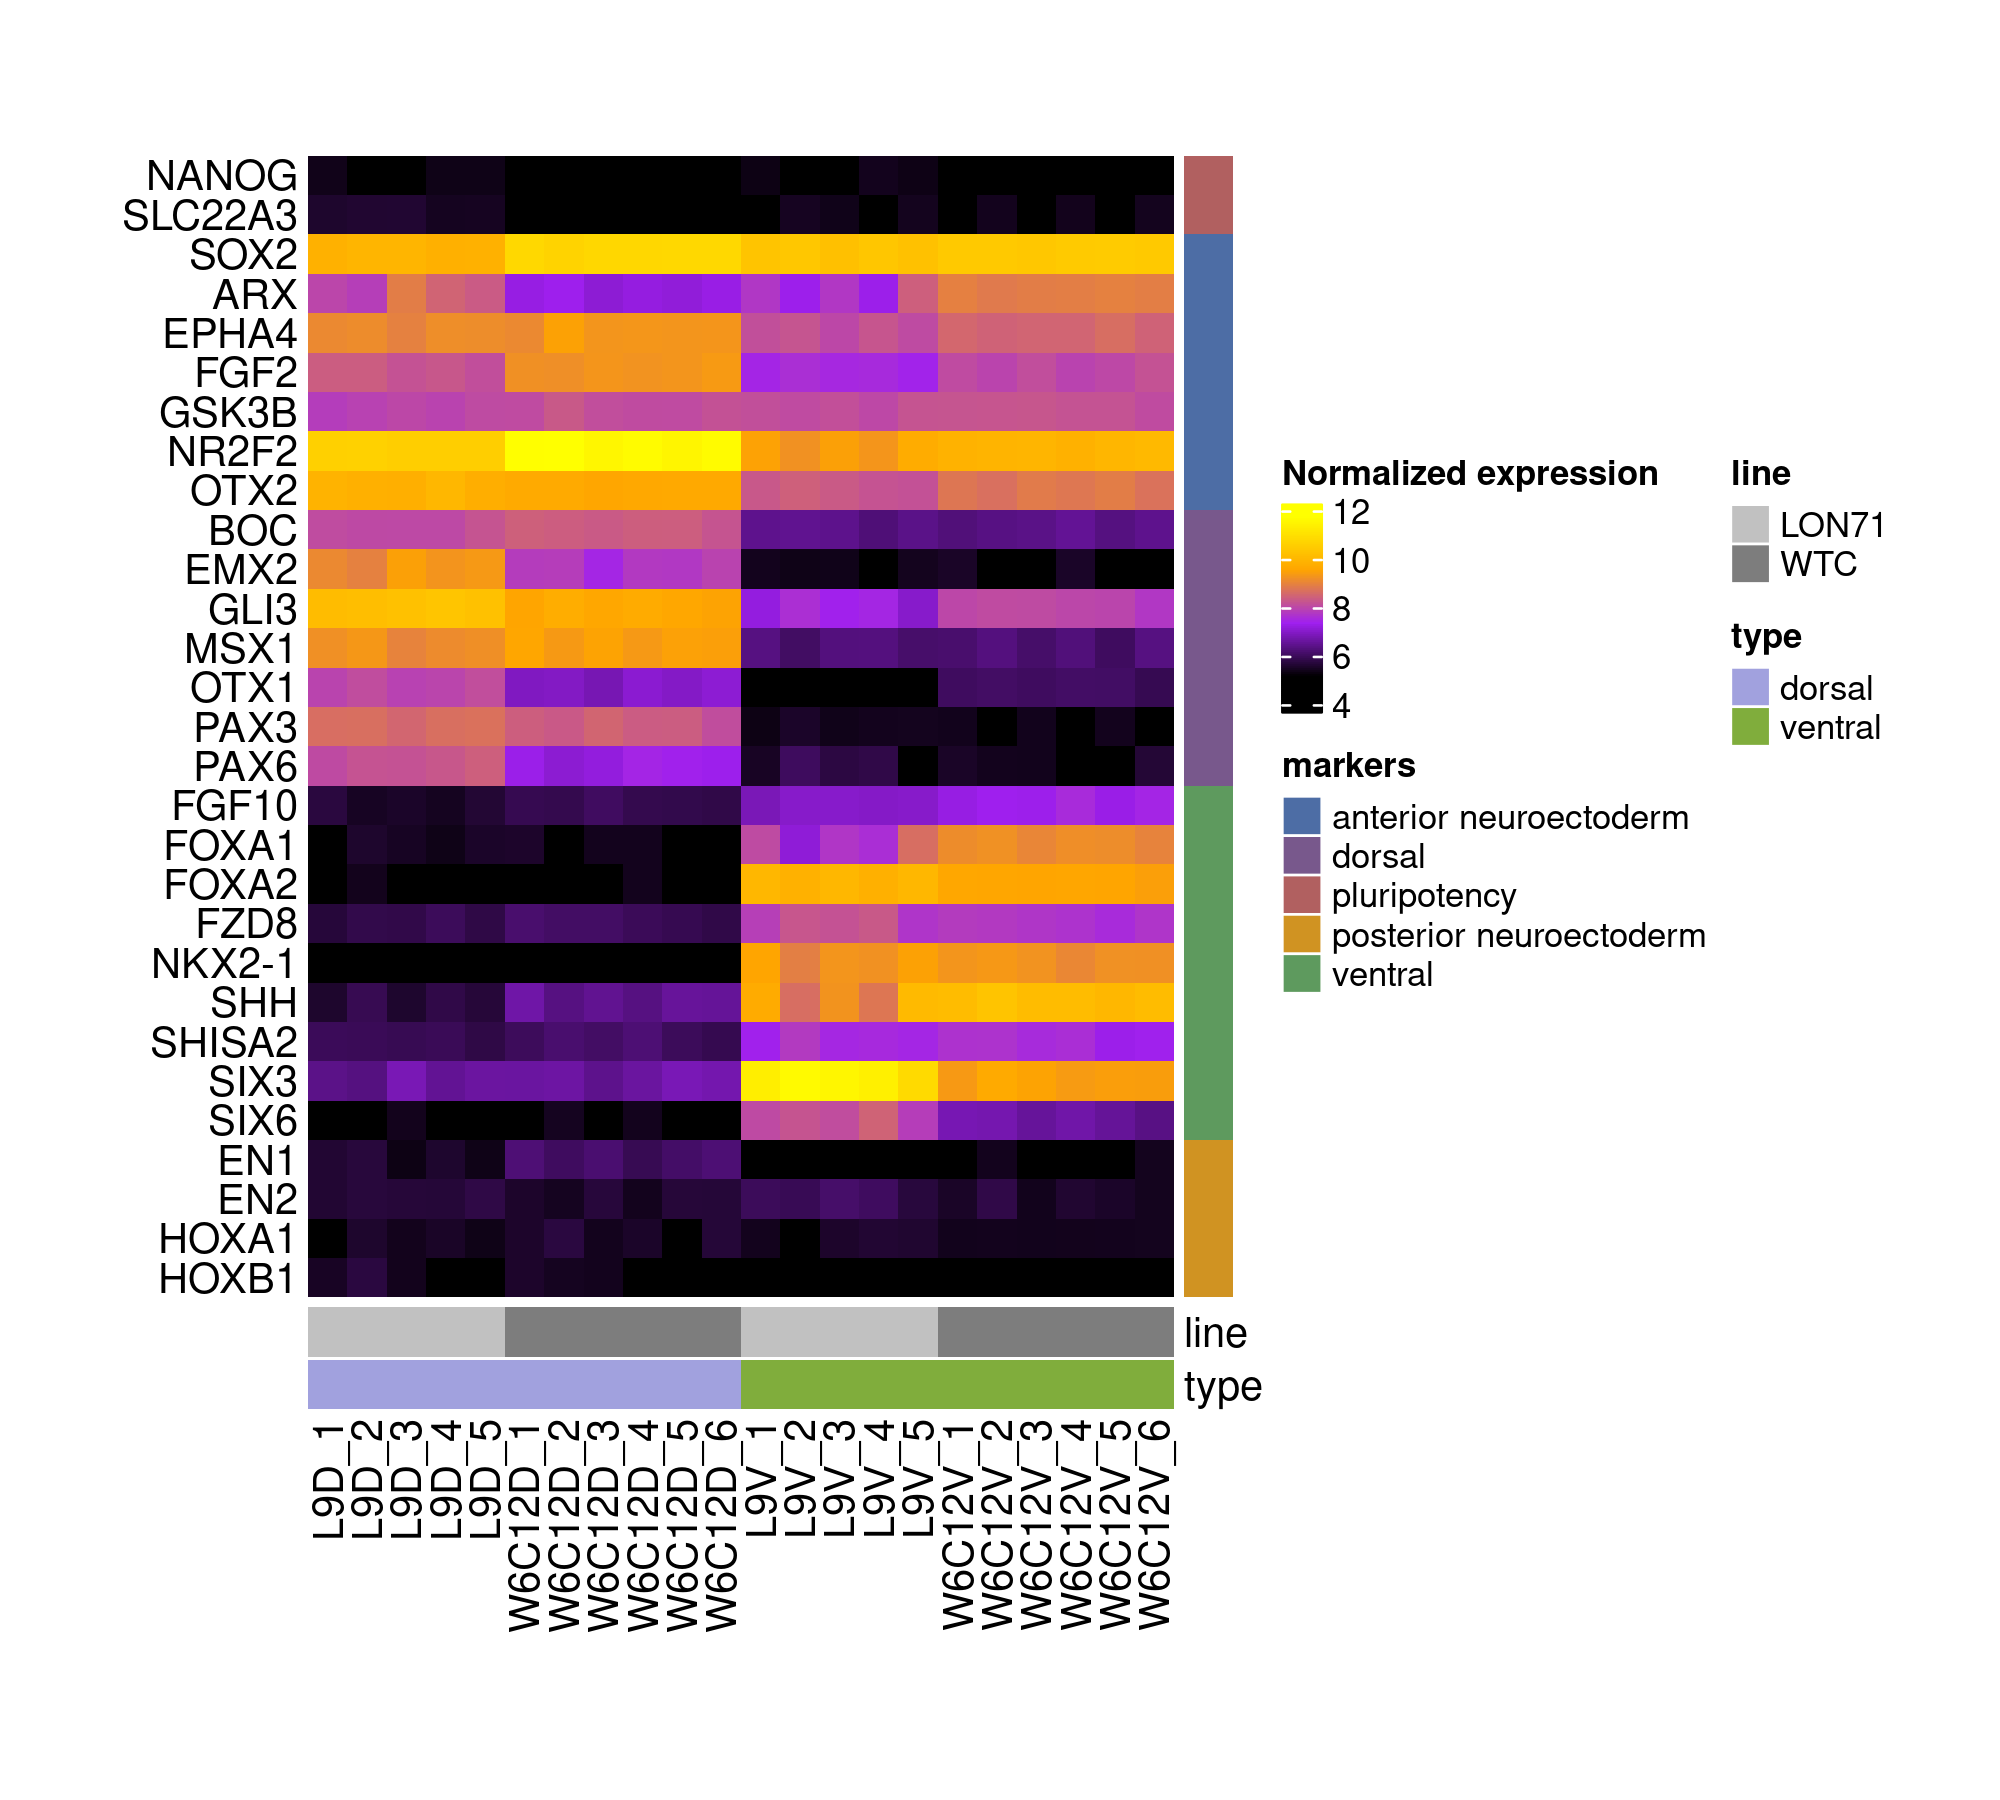 NANOG
SLC22A3
SOX2
ARX
EPHA4
FGF2
GSK3B
NR2F2
OTX2
BOC
EMX2
GLI3
MSX1
OTX1
PAX3
PAX6
FGF10
FOXA1
FOXA2
FZD8
NKX2-1
SHH
SHISA2
SIX3
SIX6
EN1
EN2
HOXA1
HOXB1
line
type
L9D_1
L9D_2
L9D_3
L9D_4
L9D_5
W6C12D_1
W6C12D_2
W6C12D_3
W6C12D_4
W6C12D_5
W6C12D_6
L9V_1
L9V_2
L9V_3
L9V_4
L9V_5
W6C12V_1
W6C12V_2
W6C12V_3
W6C12V_4
W6C12V_5
W6C12V_6
Normalized expression
12
10
8
6
4
markers
anterior neuroectoderm
dorsal
pluripotency
posterior neuroectoderm
ventral
line
LON71
WTC
type
dorsal
ventral